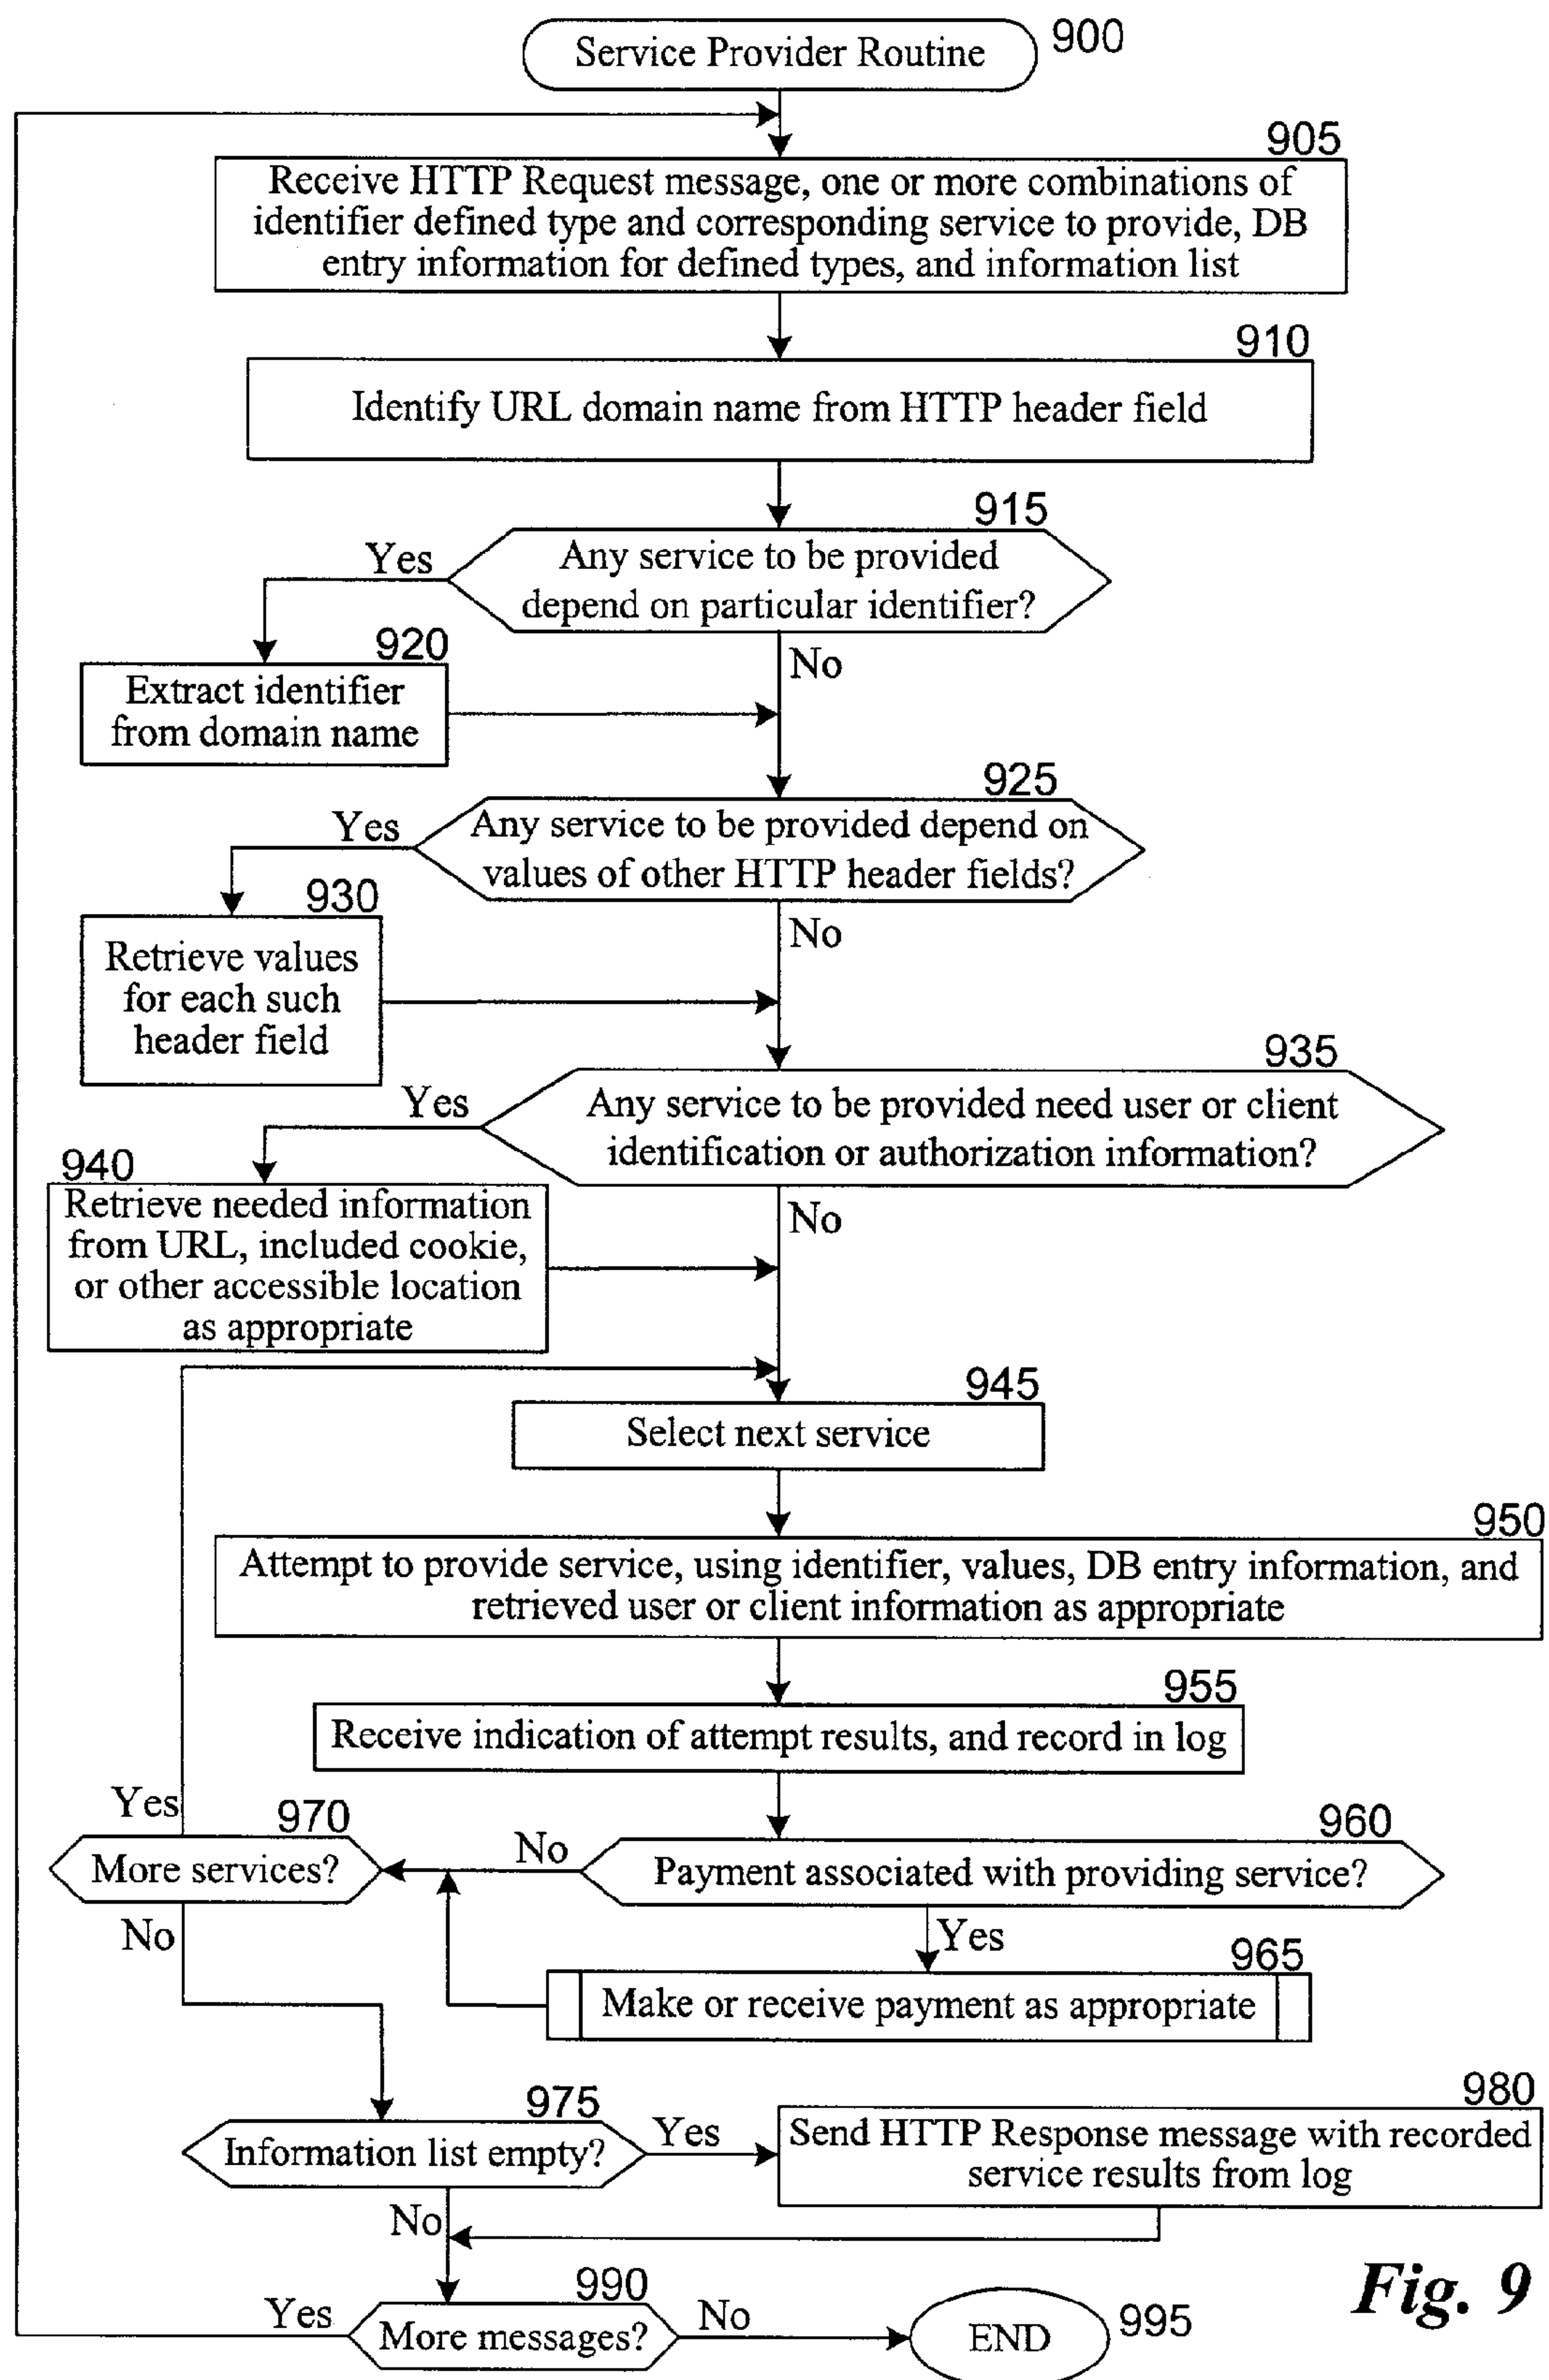 Service Provider Routine
900
905
Receive HTTP Request message, one or more combinations of
identifier defined type and corresponding service to provide, DB
entry information for defined types, and information list
910
Identify URL domain name from HTTP header field
915
Any service to be provided
depend on particular identifier?
Yes
No
920
Extract identifier
from domain name
925
Any service to be provided depend on
values of other HTTP header fields?
Yes
No
930
Retrieve values
for each such
header field
935
Any service to be provided need user or client
identification or authorization information?
Yes
No
940
Retrieve needed information
from URL, included cookie,
or other accessible location
as appropriate
945
Select next service
950
Attempt to provide service, using identifier, values, DB entry information, and
retrieved user or client information as appropriate
955
Receive indication of attempt results, and record in log
960
Payment associated with providing service?
No
Yes
965
Make or receive payment as appropriate
970
More services?
Yes
No
975
Information list empty?
Yes
No
980
Send HTTP Response message with recorded
service results from log
990
More messages?
Yes
No
END
995
Fig. 9